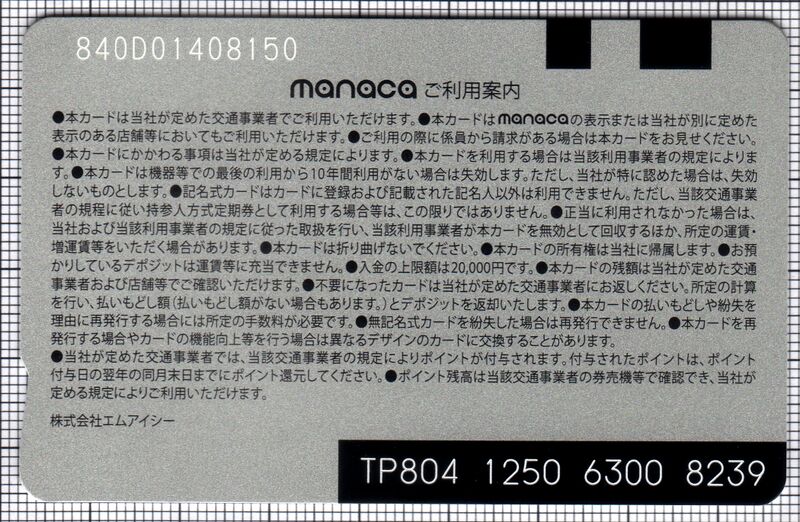 840D01408150
manaca ご利用案内
●本カードは当社が定めた交通事業者でご利用いただけます。●本カードはmanacaの表示または当社が別に定めた
表示のある店舗等においてもご利用いただけます。●ご利用の際に係員から請求がある場合は本カードをお見せください。
●本カードにかかわる事項は当社が定める規定によります。●本カードを利用する場合は当該利用事業者の規定によりま
す。●本カードは機器等での最後の利用から10年間利用がない場合は失効します。ただし、当社が特に認めた場合は、失効
しないものとします。●記名式カードはカードに登録および記載された記名人以外は利用できません。ただし、当該交通事業
者の規程に従い持参人方式定期券として利用する場合等は、この限りではありません。●正当に利用されなかった場合は、
当社および当該利用事業者の規定に従った取扱を行い、当該利用事業者が本カードを無効として回収するほか、所定の運賃・
増運賃等をいただく場合があります。●本カードは折り曲げないでください。●本カードの所有権は当社に帰属します。●お預
かりしているデポジットは運賃等に充当できません。●入金の上限額は20,000円です。●本カードの残額は当社が定めた交通
事業者および店舗等でご確認いただけます。●不要になったカードは当社が定めた交通事業者にお返しください。所定の計算
を行い、払いもどし額（払いもどし額がない場合もあります。）とデポジットを返却いたします。●本カードの払いもどしや紛失を
理由に再発行する場合には所定の手数料が必要です。●無記名式カードを紛失した場合は再発行できません。●本カードを再
発行する場合やカードの機能向上等を行う場合は異なるデザインのカードに交換することがあります。
●当社が定めた交通事業者では、当該交通事業者の規定によりポイントが付与されます。付与されたポイントは、ポイント
付与日の翌年の同月末日までにポイント還元してください。●ポイント残高は当該交通事業者の券売機等で確認でき、当社が
定める規定によりご利用いただけます。
株式会社エムアイシー
TP804 1250 6300 8239